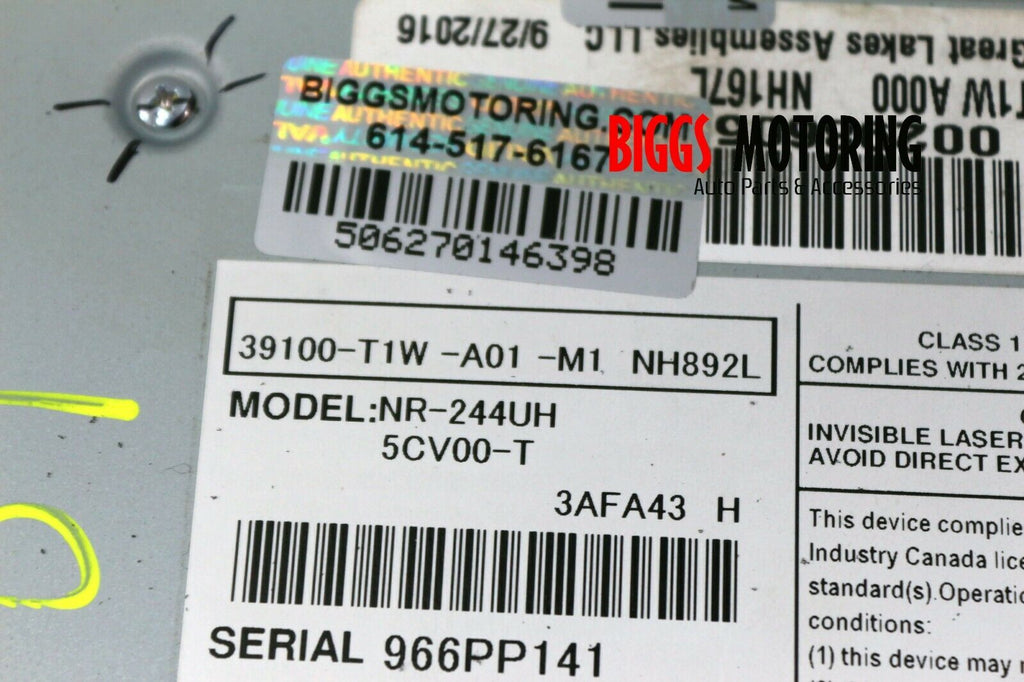 Great Lakes Assemblies, LLC 9/27/2016
T1W A000 NH167L
BIGGSMOTORING.COM
614-517-6167
BIGGS MOTORING
Auto Parts & Accessories
506270146398
39100-T1W -A01 -M1 NH892L
MODEL:NR-244UH
5CV00-T
3AFA43 H
SERIAL 966PP141
CLASS 1
COMPLIES WITH 2
INVISIBLE LASER
AVOID DIRECT EX
This device complie
Industry Canada lice
standard(s).Operatio
conditions:
(1) this device may